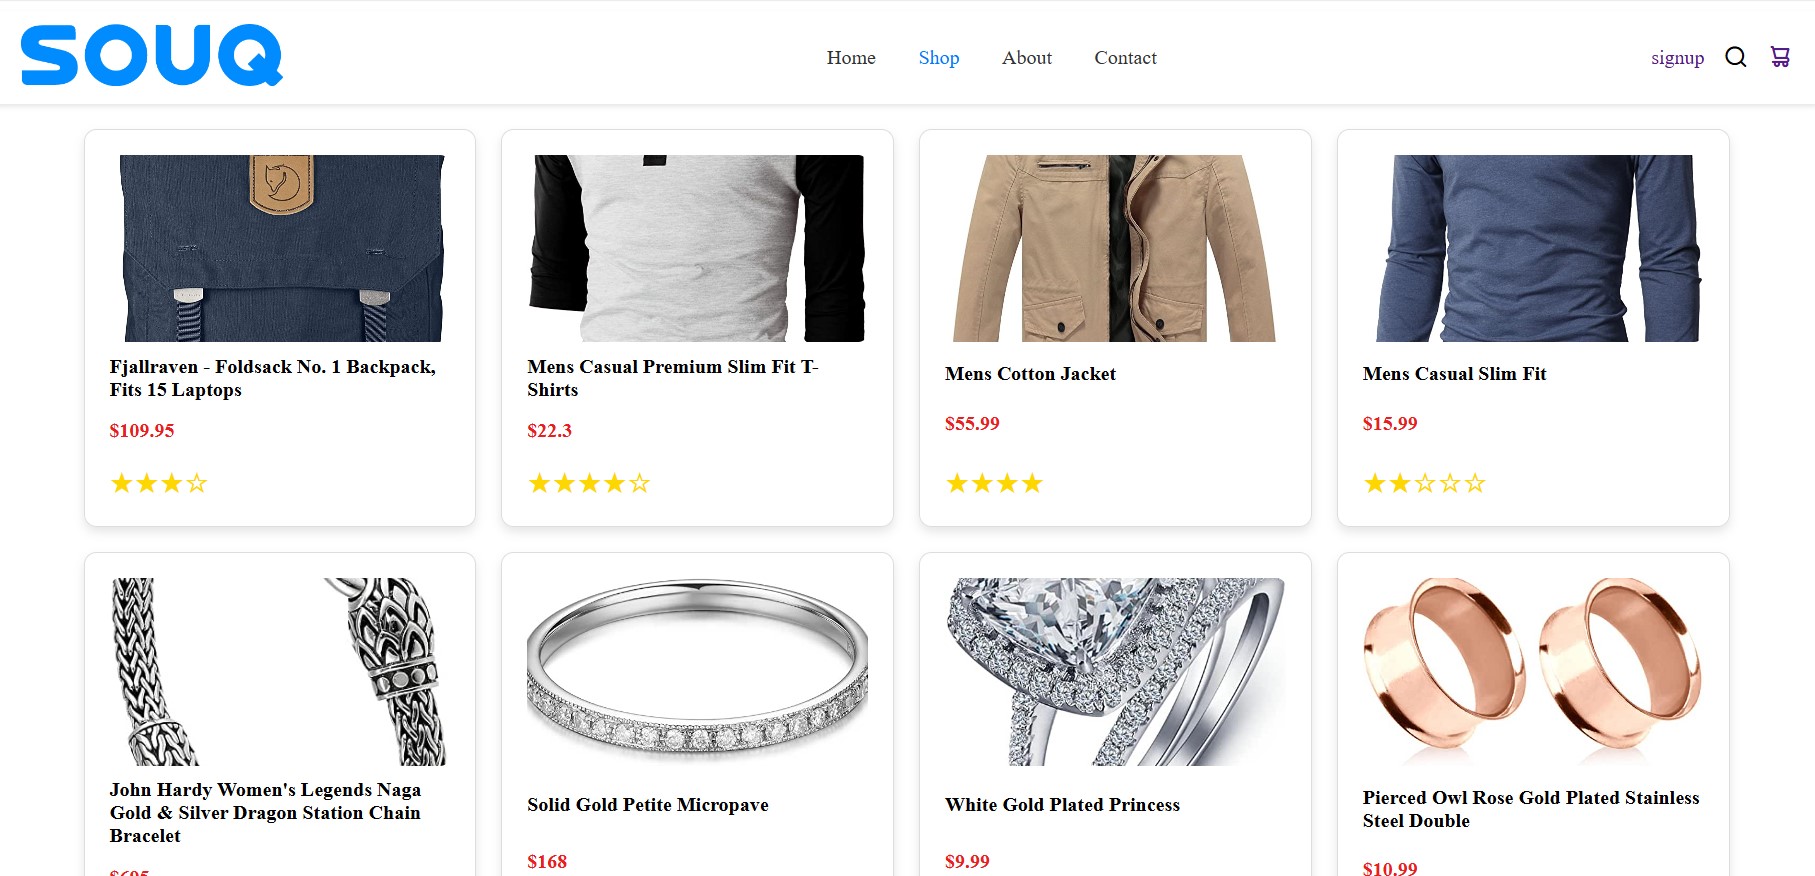 SOUQ
Home
Shop
About
Contact
signup
Fjallraven - Foldsack No. 1 Backpack,
Fits 15 Laptops
$109.95
Mens Casual Premium Slim Fit T-
Shirts
$22.3
Mens Cotton Jacket
$55.99
Mens Casual Slim Fit
$15.99
John Hardy Women's Legends Naga
Gold & Silver Dragon Station Chain
Bracelet
$695
Solid Gold Petite Micropave
$168
White Gold Plated Princess
$9.99
Pierced Owl Rose Gold Plated Stainless
Steel Double
$10.99